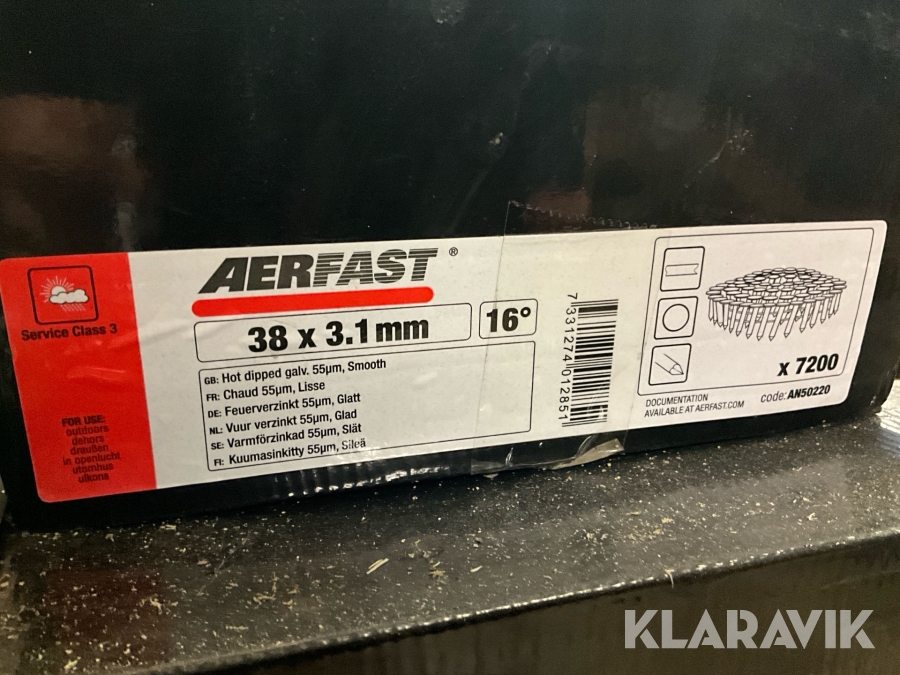 Service Class 3
FOR USE:
outdoors
dehors
draußen
in openlucht
utomhus
ulkona
AERFAST®
38 x 3.1 mm
16°
GB: Hot dipped galv. 55µm, Smooth
FR: Chaud 55µm, Lisse
DE: Feuerverzinkt 55µm, Glatt
NL: Vuur verzinkt 55µm, Glad
SE: Varmförzinkad 55µm, Slät
FI: Kuumasinkitty 55µm, Sileä
7331274012851
x 7200
DOCUMENTATION
AVAILABLE AT AERFAST.COM
code: AN50220
KLARAVIK